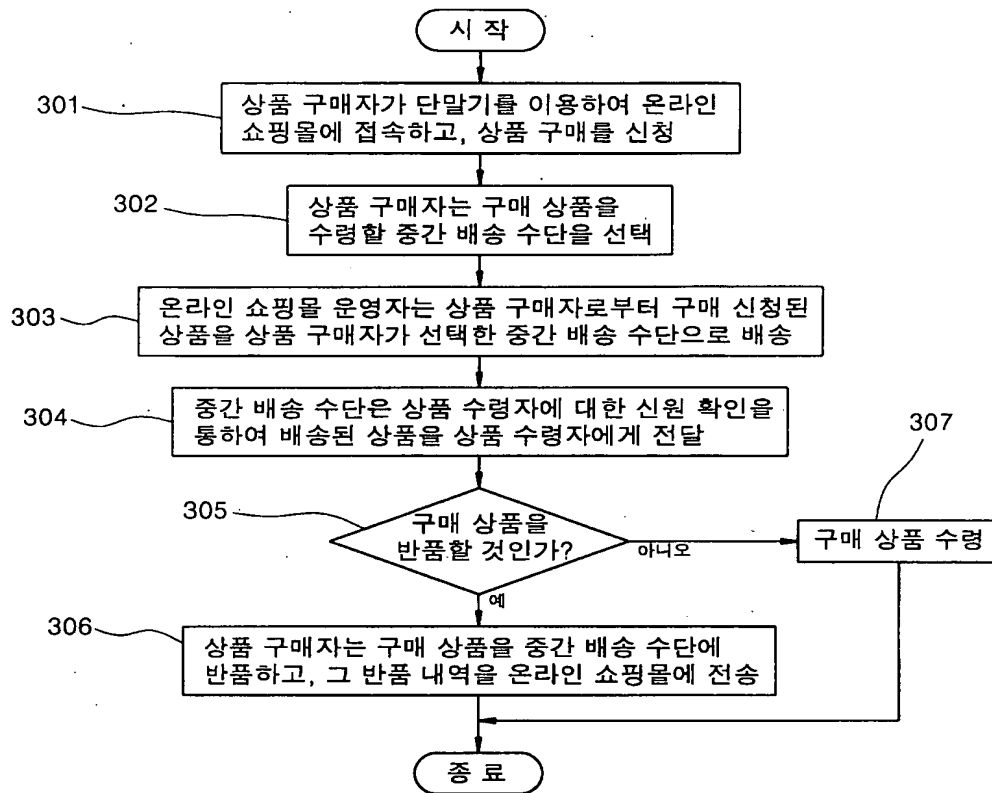 시 작
301
상품 구매자가 단말기를 이용하여 온라인
쇼핑몰에 접속하고, 상품 구매를 신청
302
상품 구매자는 구매 상품을
수령할 중간 배송 수단을 선택
303
온라인 쇼핑몰 운영자는 상품 구매자로부터 구매 신청된
상품을 상품 구매자가 선택한 중간 배송 수단으로 배송
304
중간 배송 수단은 상품 수령자에 대한 신원 확인을
통하여 배송된 상품을 상품 수령자에게 전달
305
구매 상품을
반품할 것인가?
아니오
307
구매 상품 수령
예
306
상품 구매자는 구매 상품을 중간 배송 수단에
반품하고, 그 반품 내역을 온라인 쇼핑몰에 전송
종 료